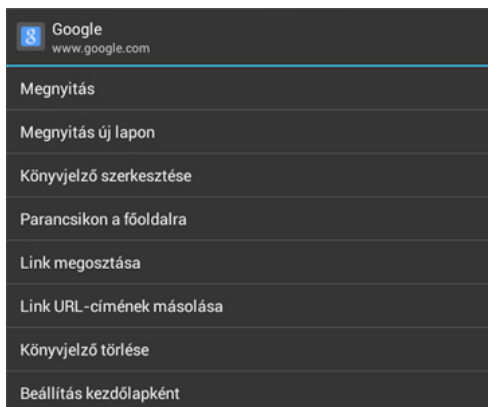 Google
www.google.com
Megnyitás
Megnyitás új lapon
Könyvjelző szerkesztése
Parancsikon a főoldalra
Link megosztása
Link URL-címének másolása
Könyvjelző törlése
Beállítás kezdőlapként